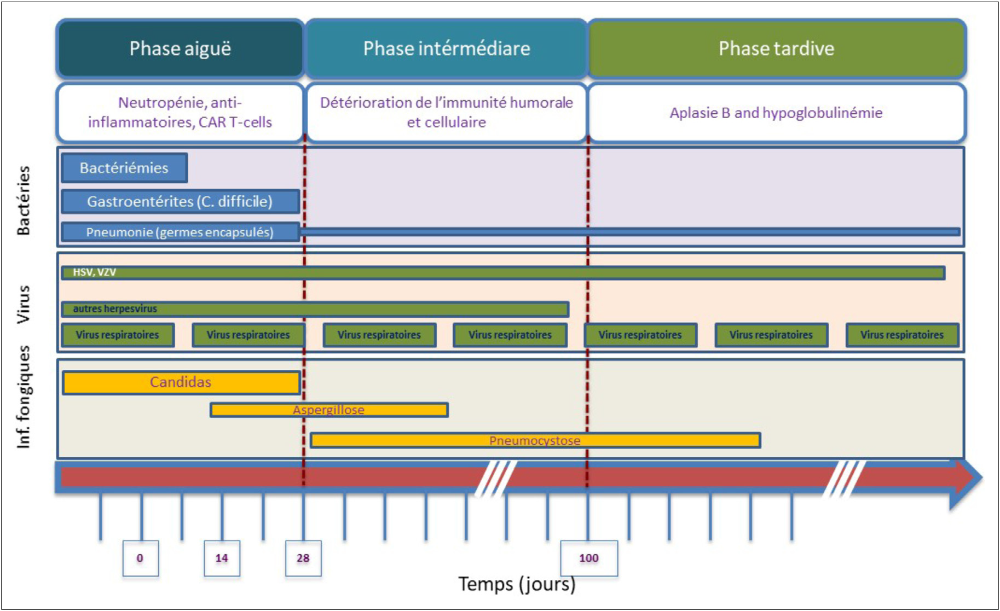 Phase aiguë
Phase intérmédiare
Phase tardive
Neutropénie, anti-
inflammatoires, CAR T-cells
Détérioration de l'immunité humorale
et cellulaire
Aplasie B and hypoglobulinémie
Bactéries
Bactériémies
Gastroentérites (C. difficile)
Pneumonie (germes encapsulés)
Virus
HSV, VZV
autres herpesvirus
Virus respiratoires
Virus respiratoires
Virus respiratoires
Virus respiratoires
Virus respiratoires
Virus respiratoires
Virus respiratoires
Inf. fongiques
Candidas
Aspergillose
Pneumocystose
0
14
28
100
Temps (jours)